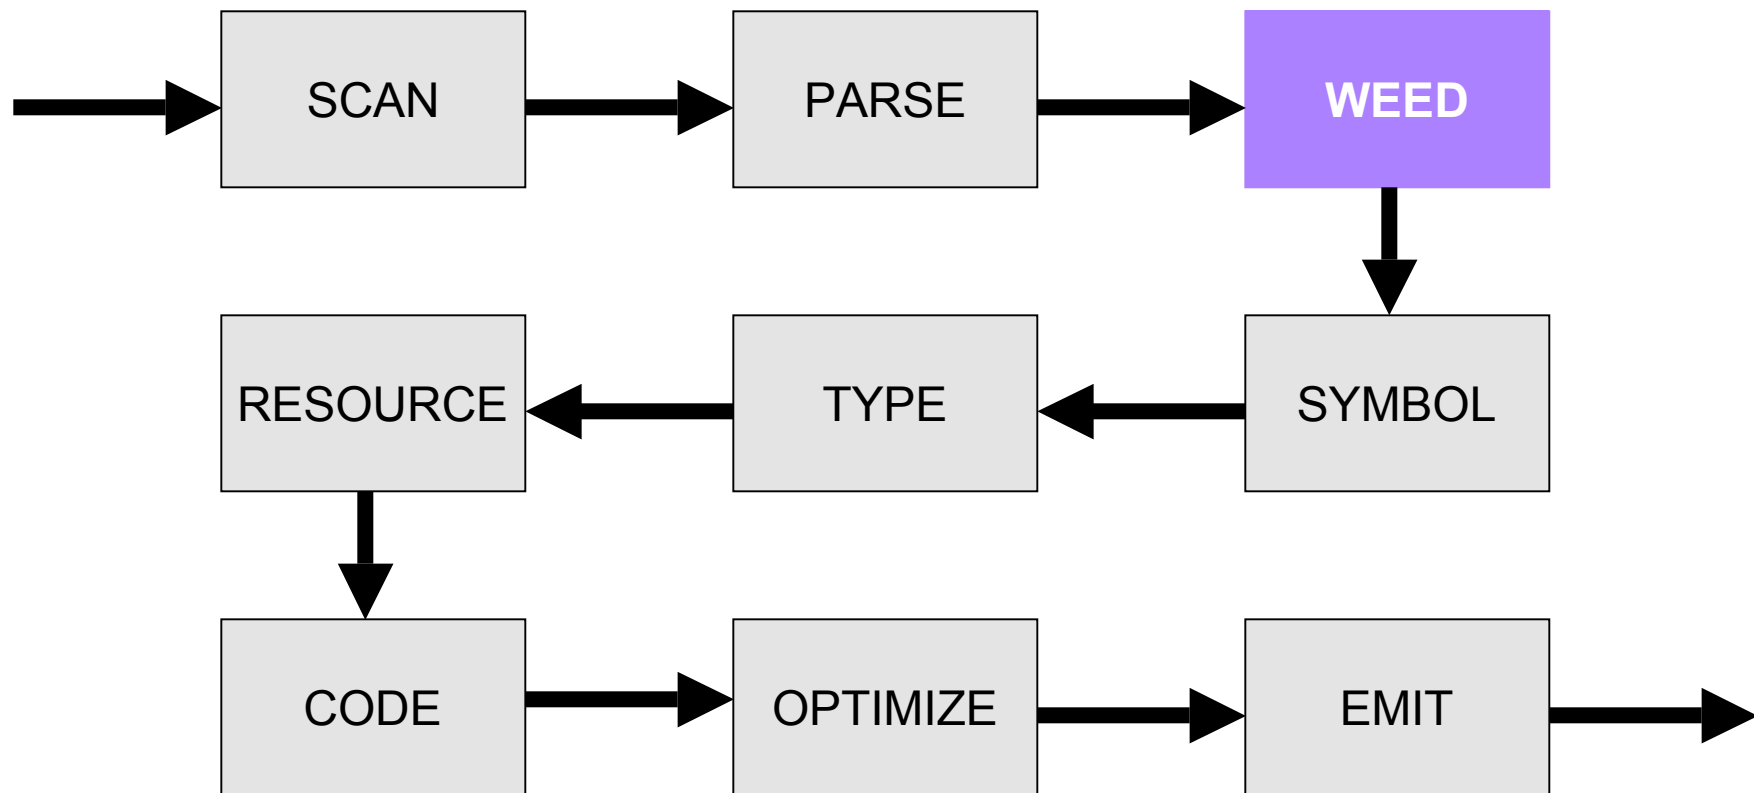 SCAN
PARSE
WEED
RESOURCE
TYPE
SYMBOL
CODE
OPTIMIZE
EMIT